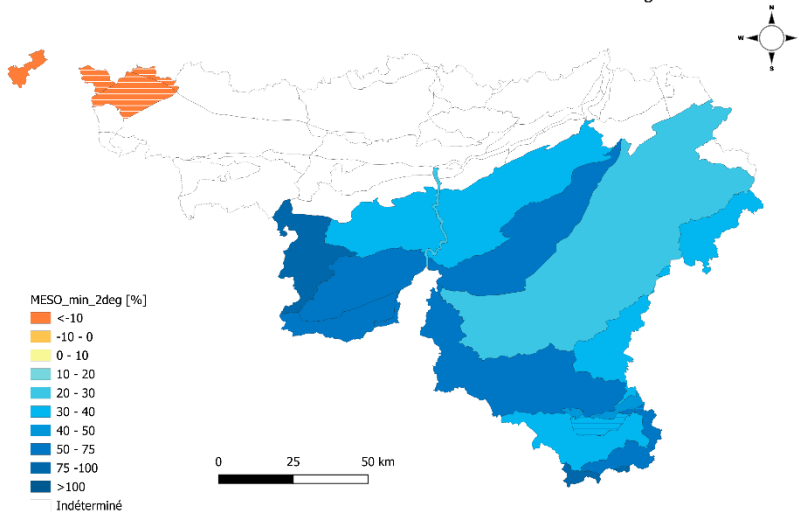 N
W
E
S
MESO_min_2deg [%]
<-10
-10 - 0
0 - 10
10 - 20
20 - 30
30 - 40
40 - 50
50 - 75
75 -100
>100
Indéterminé
0 25 50 km